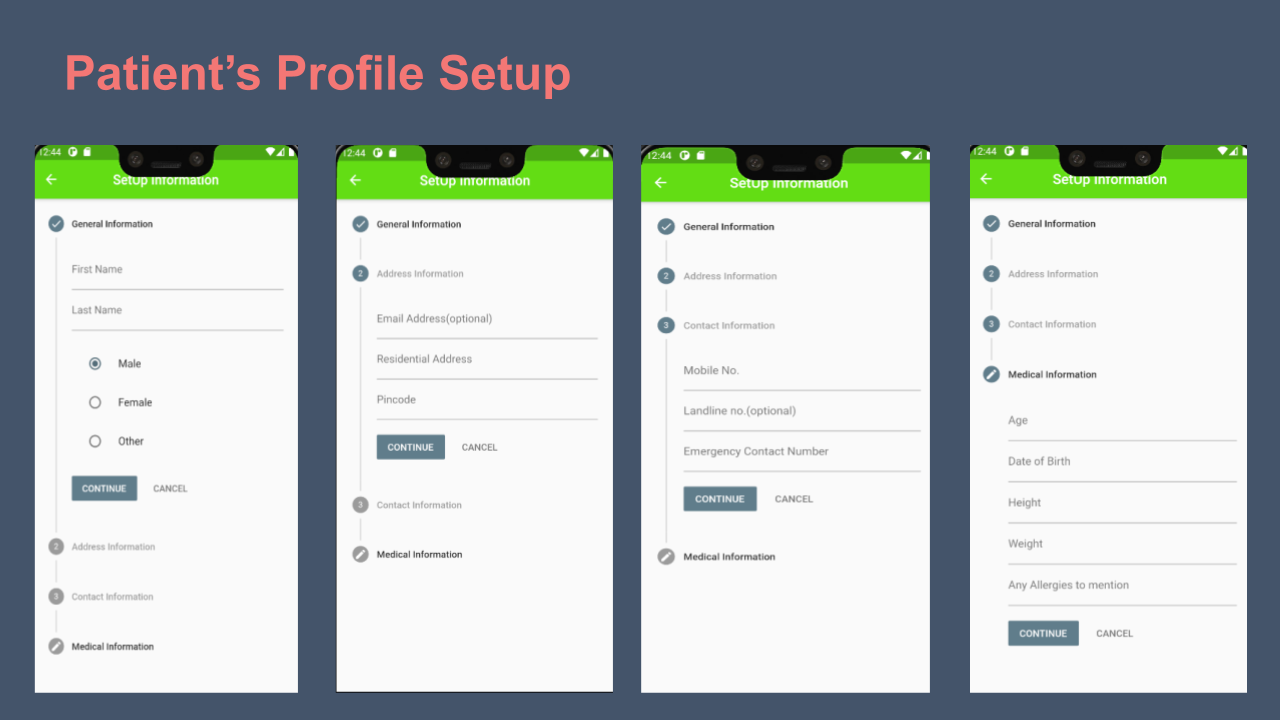 Patient’s Profile Setup
12:44
SetUp Information
General Information
First Name
Last Name
Male
Female
Other
CONTINUE CANCEL
2 Address Information
3 Contact Information
Medical Information
12:44
SetUp Information
General Information
2 Address Information
Email Address(optional)
Residential Address
Pincode
CONTINUE CANCEL
3 Contact Information
Medical Information
12:44
SetUp Information
General Information
2 Address Information
3 Contact Information
Mobile No.
Landline no.(optional)
Emergency Contact Number
CONTINUE CANCEL
Medical Information
12:44
SetUp Information
General Information
2 Address Information
3 Contact Information
Medical Information
Age
Date of Birth
Height
Weight
Any Allergies to mention
CONTINUE CANCEL